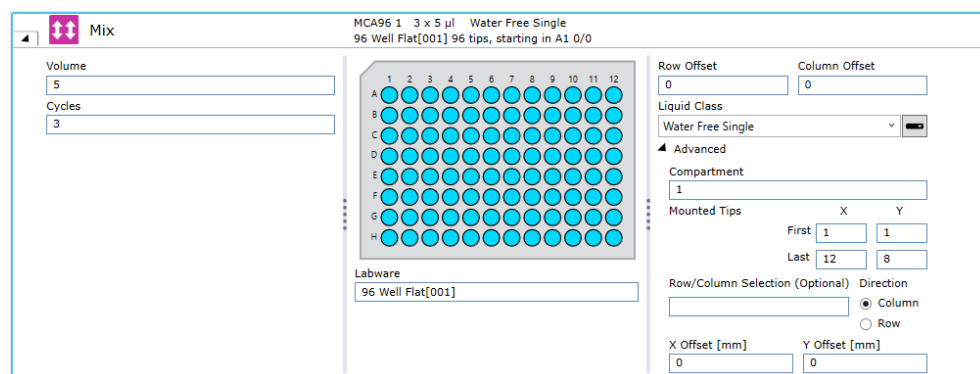 Mix
MCA96 1 3 x 5 µl Water Free Single
96 Well Flat[001] 96 tips, starting in A1 0/0
Volume
5
Cycles
3
1 2 3 4 5 6 7 8 9 10 11 12
A
B
C
D
E
F
G
H
Labware
96 Well Flat[001]
Row Offset Column Offset
0 0
Liquid Class
Water Free Single
Advanced
Compartment
1
Mounted Tips X Y
First 1 1
Last 12 8
Row/Column Selection (Optional) Direction
Column
Row
X Offset [mm] Y Offset [mm]
0 0